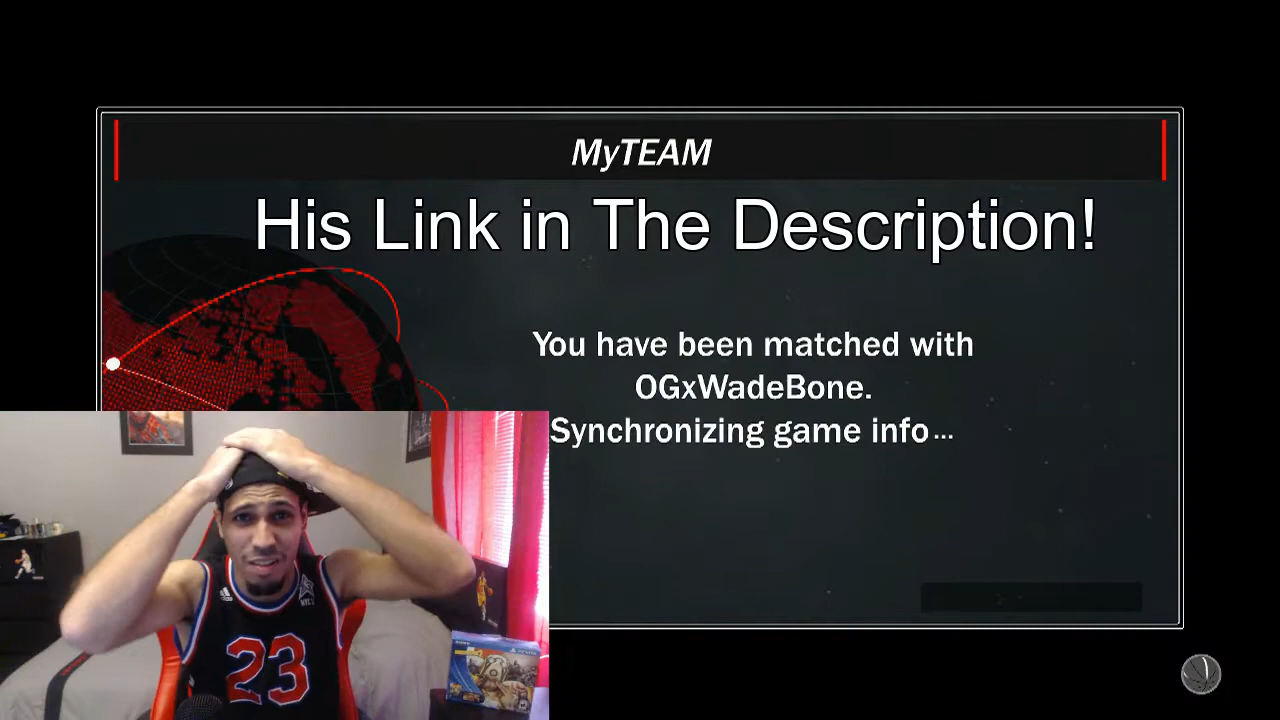 MyTEAM
His Link in The Description!
You have been matched with
OGxWadeBone.
Synchronizing game info...
23